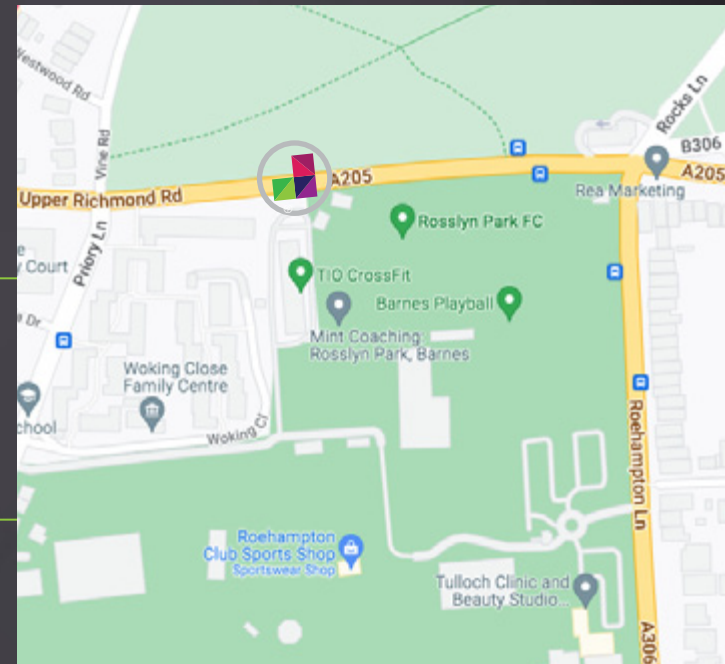 Westwood Rd
Vine Rd
Rocks Ln
B306
A205
A205
Rea Marketing
Upper Richmond Rd
Priory Ln
Rosslyn Park FC
Court
TIO CrossFit
Barnes Playball
Dr
Mint Coaching:
Rosslyn Park, Barnes
Woking Close
Family Centre
Woking Cl
Roehampton Ln
Roehampton
Club Sports Shop
Sportswear Shop
Tulloch Clinic and
Beauty Studio...
A306